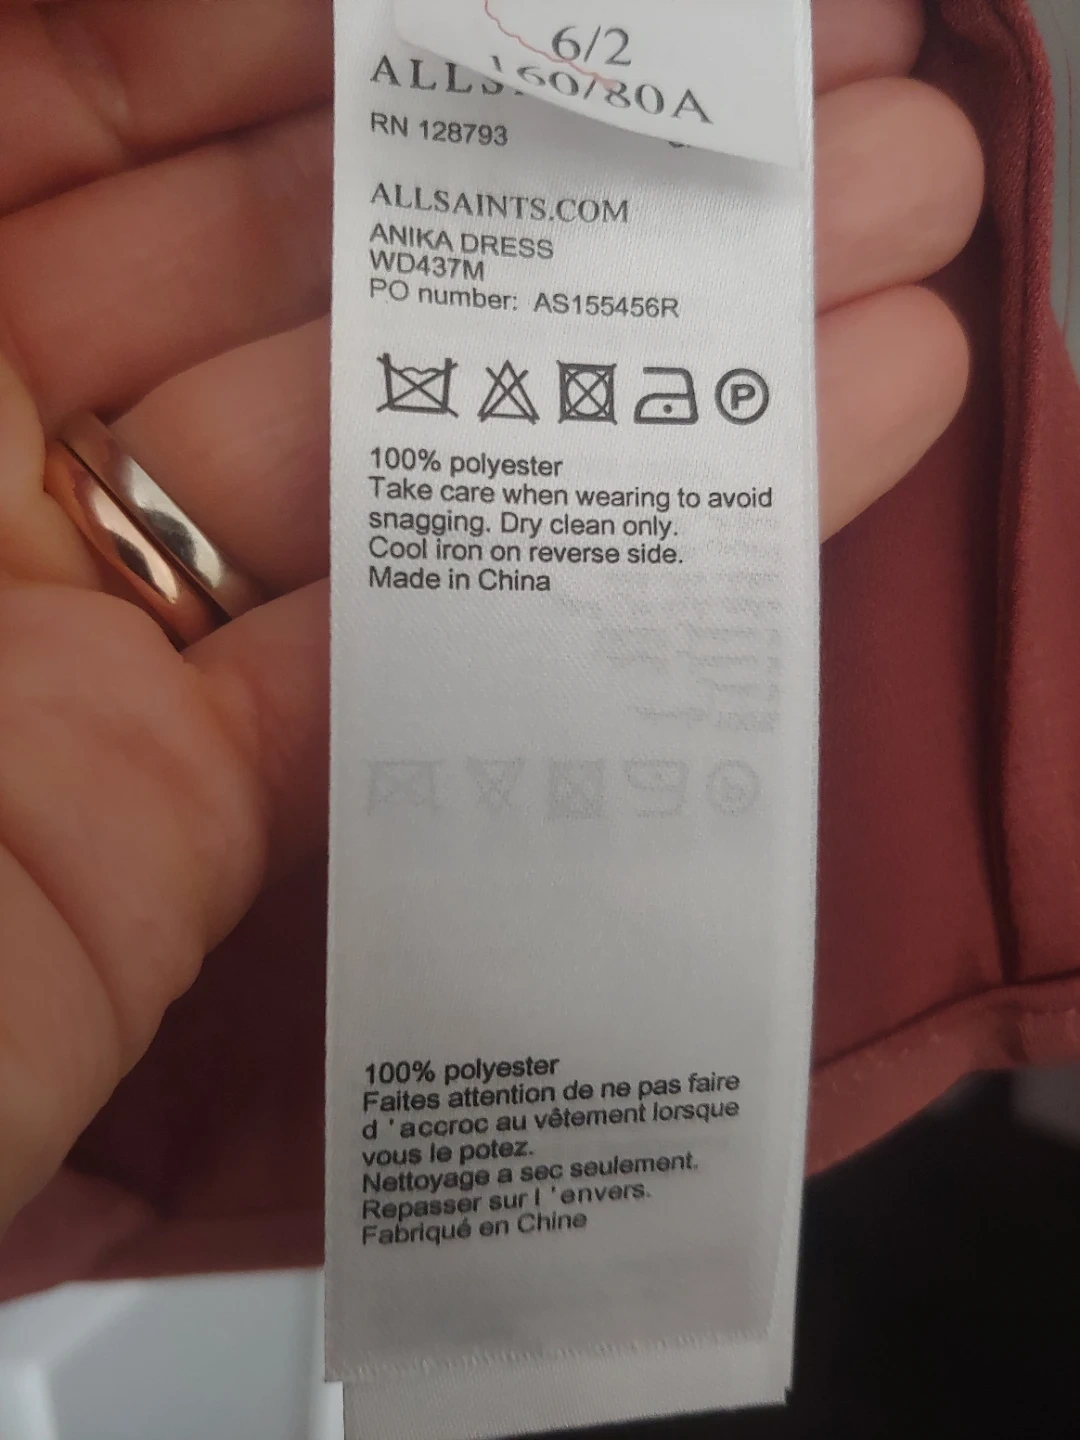 6/2
160/80A
ALLS
RN 128793
ALLSAINTS.COM
ANIKA DRESS
WD437M
PO number: AS155456R
P
100% polyester
Take care when wearing to avoid
snagging. Dry clean only.
Cool iron on reverse side.
Made in China
100% polyester
Faites attention de ne pas faire
d 'accroc au vêtement lorsque
vous le potez.
Nettoyage a sec seulement.
Repasser sur l 'envers.
Fabriqué en Chine